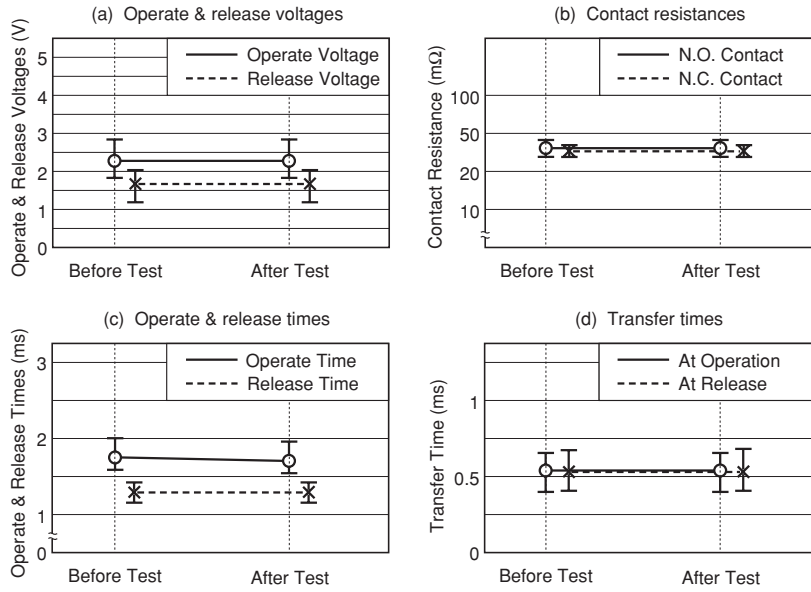 (a) Operate & release voltages
Operate & Release Voltages (V)
5
4
3
2
1
0
Operate Voltage
Release Voltage
Before Test
After Test
(b) Contact resistances
Contact Resistance (mΩ)
100
50
20
10
N.O. Contact
N.C. Contact
Before Test
After Test
(c) Operate & release times
Operate & Release Times (ms)
3
2
1
0
Operate Time
Release Time
Before Test
After Test
(d) Transfer times
Transfer Time (ms)
1
0.5
0
At Operation
At Release
Before Test
After Test